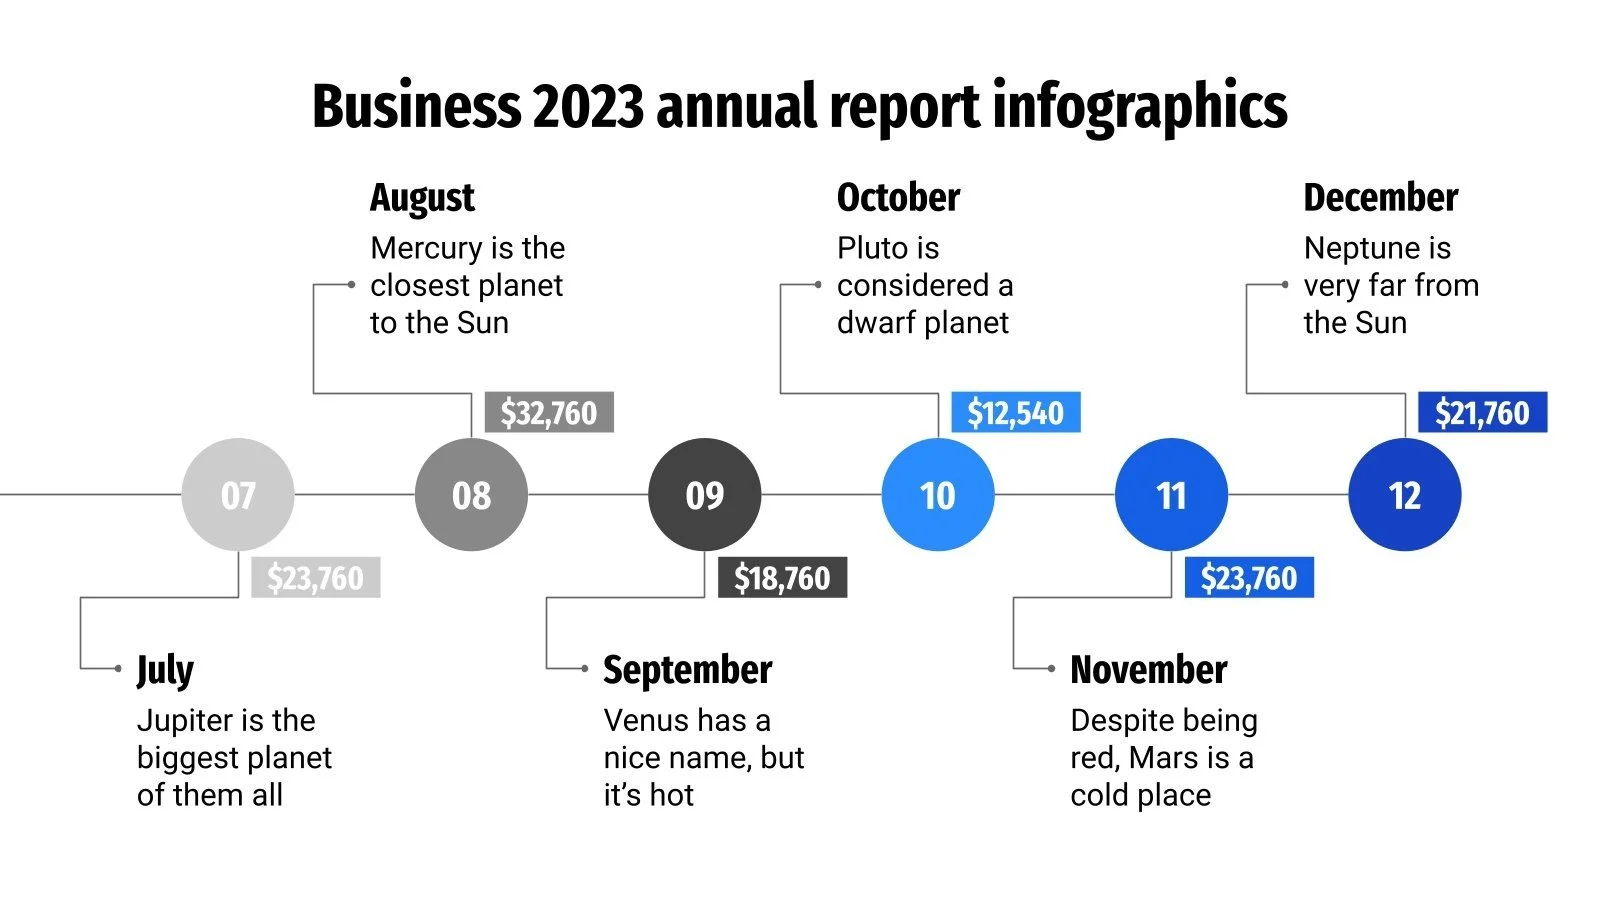 Business 2023 annual report infographics
August
Mercury is the
closest planet
to the Sun
October
Pluto is
considered a
dwarf planet
December
Neptune is
very far from
the Sun
$32,760
$12,540
$21,760
07
08
09
10
11
12
$23,760
$18,760
$23,760
July
Jupiter is the
biggest planet
of them all
September
Venus has a
nice name, but
it’s hot
November
Despite being
red, Mars is a
cold place